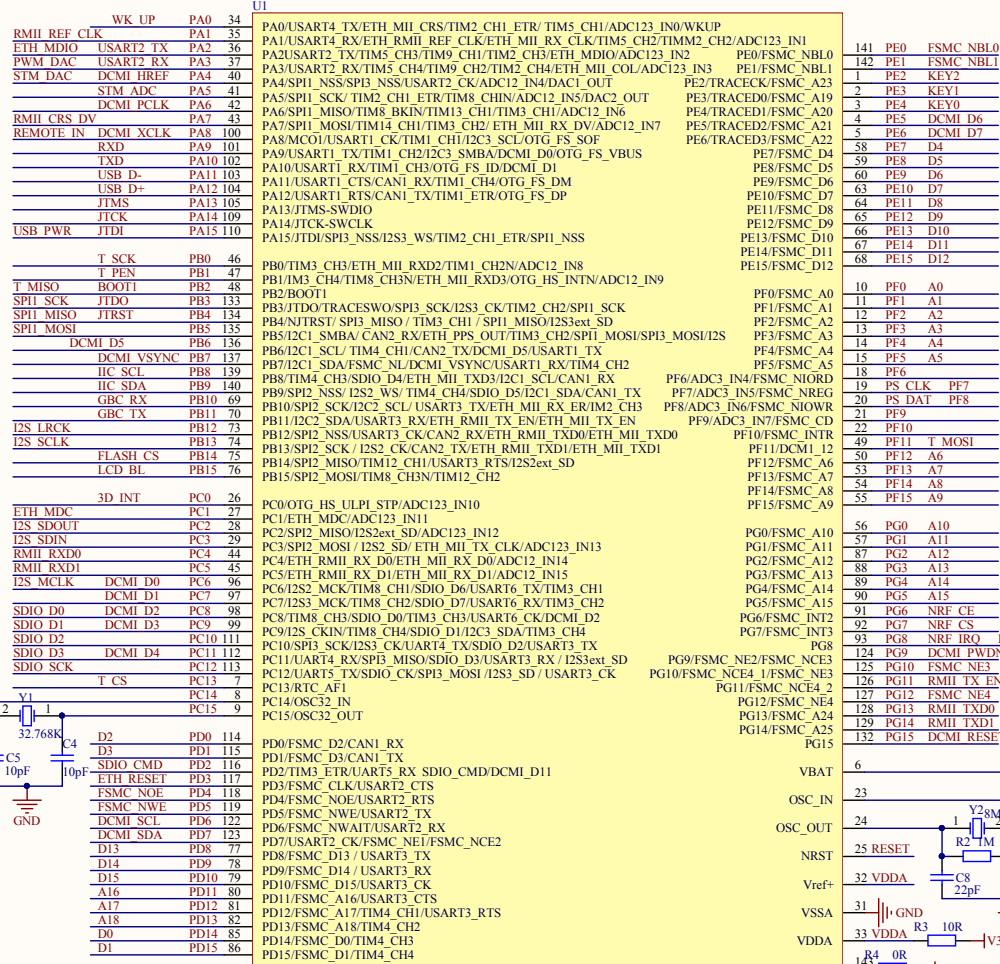 U1
WK_UP PA0 34
RMII_REF_CLK PA1 35
ETH_MDIO USART2_TX PA2 36
PWM_DAC USART2_RX PA3 37
STM_DAC DCMI_HREF PA4 40
STM_ADC PA5 41
DCMI_PCLK PA6 42
RMII_CRS_DV PA7 43
REMOTE_IN DCMI_XCLK PA8 100
RXD PA9 101
TXD PA10 102
USB_D- PA11 103
USB_D+ PA12 104
JTMS PA13 105
JTCK PA14 109
USB_PWR JTDI PA15 110
T_SCK PB0 46
T_PEN PB1 47
T_MISO BOOT1 PB2 48
SPI1_SCK JTDO PB3 133
SPI1_MISO JTRST PB4 134
SPI1_MOSI PB5 135
DCMI_D5 PB6 136
DCMI_VSYNC PB7 137
IIC_SCL PB8 139
IIC_SDA PB9 140
GBC_RX PB10 69
GBC_TX PB11 70
I2S_LRCK PB12 73
I2S_SCLK PB13 74
FLASH_CS PB14 75
LCD_BL PB15 76
3D_INT PC0 26
ETH_MDC PC1 27
I2S_SDOUT PC2 28
I2S_SDIN PC3 29
RMII_RXD0 PC4 44
RMII_RXD1 PC5 45
I2S_MCLK DCMI_D0 PC6 96
DCMI_D1 PC7 97
SDIO_D0 DCMI_D2 PC8 98
SDIO_D1 DCMI_D3 PC9 99
SDIO_D2 PC10 111
SDIO_D3 DCMI_D4 PC11 112
SDIO_SCK PC12 113
T_CS PC13 7
PC14 8
PC15 9
Y1
2 1
32.768K
C5
10pF
C4
10pF
GND
D2 PD0 114
D3 PD1 115
SDIO_CMD PD2 116
ETH_RESET PD3 117
FSMC_NOE PD4 118
FSMC_NWE PD5 119
DCMI_SCL PD6 122
DCMI_SDA PD7 123
D13 PD8 77
D14 PD9 78
D15 PD10 79
A16 PD11 80
A17 PD12 81
A18 PD13 82
D0 PD14 85
D1 PD15 86
PA0/USART4_TX/ETH_MII_CRS/TIM2_CH1_ETR/ TIM5_CH1/ADC123_IN0/WKUP
PA1/USART4_RX/ETH_RMII_REF_CLK/ETH_MII_RX_CLK/TIM5_CH2/TIMM2_CH2/ADC123_IN1
PA2USART2_TX/TIM5_CH3/TIM9_CH1/TIM2_CH3/ETH_MDIO/ADC123_IN2
PA3/USART2_RX/TIM5_CH4/TIM9_CH2/TIM2_CH4/ETH_MII_COL/ADC123_IN3
PA4/SPI1_NSS/SPI3_NSS/USART2_CK/ADC12_IN4/DAC1_OUT
PA5/SPI1_SCK/ TIM2_CH1_ETR/TIM8_CHIN/ADC12_IN5/DAC2_OUT
PA6/SPI1_MISO/TIM8_BKIN/TIM13_CH1/TIM3_CH1/ADC12_IN6
PA7/SPI1_MOSI/TIM14_CH1/TIM3_CH2/ ETH_MII_RX_DV/ADC12_IN7
PA8/MCO1/USART1_CK/TIM1_CH1/I2C3_SCL/OTG_FS_SOF
PA9/USART1_TX/TIM1_CH2/I2C3_SMBA/DCMI_D0/OTG_FS_VBUS
PA10/USART1_RX/TIM1_CH3/OTG_FS_ID/DCMI_D1
PA11/USART1_CTS/CAN1_RX/TIM1_CH4/OTG_FS_DM
PA12/USART1_RTS/CAN1_TX/TIM1_ETR/OTG_FS_DP
PA13/JTMS-SWDIO
PA14/JTCK-SWCLK
PA15/JTDI/SPI3_NSS/I2S3_WS/TIM2_CH1_ETR/SPI1_NSS
PB0/TIM3_CH3/ETH_MII_RXD2/TIM1_CH2N/ADC12_IN8
PB1/IM3_CH4/TIM8_CH3N/ETH_MII_RXD3/OTG_HS_INTN/ADC12_IN9
PB2/BOOT1
PB3/JTDO/TRACESWO/SPI3_SCK/I2S3_CK/TIM2_CH2/SPI1_SCK
PB4/NJTRST/ SPI3_MISO / TIM3_CH1 / SPI1_MISO/I2S3ext_SD
PB5/I2C1_SMBA/ CAN2_RX/ETH_PPS_OUT/TIM3_CH2/SPI1_MOSI/SPI3_MOSI/I2S
PB6/I2C1_SCL/ TIM4_CH1/CAN2_TX/DCMI_D5/USART1_TX
PB7/I2C1_SDA/FSMC_NL/DCMI_VSYNC/USART1_RX/TIM4_CH2
PB8/TIM4_CH3/SDIO_D4/ETH_MII_TXD3/I2C1_SCL/CAN1_RX
PB9/SPI2_NSS/ I2S2_WS/ TIM4_CH4/SDIO_D5/I2C1_SDA/CAN1_TX
PB10/SPI2_SCK/I2C2_SCL/ USART3_TX/ETH_MII_RX_ER/IM2_CH3
PB11/I2C2_SDA/USART3_RX/ETH_RMII_TX_EN/ETH_MII_TX_EN
PB12/SPI2_NSS/USART3_CK/CAN2_RX/ETH_RMII_TXD0/ETH_MII_TXD0
PB13/SPI2_SCK / I2S2_CK/CAN2_TX/ETH_RMII_TXD1/ETH_MII_TXD1
PB14/SPI2_MISO/TIM12_CH1/USART3_RTS/I2S2ext_SD
PB15/SPI2_MOSI/TIM8_CH3N/TIM12_CH2
PC0/OTG_HS_ULPI_STP/ADC123_IN10
PC1/ETH_MDC/ADC123_IN11
PC2/SPI2_MISO/I2S2ext_SD/ADC123_IN12
PC3/SPI2_MOSI / I2S2_SD/ ETH_MII_TX_CLK/ADC123_IN13
PC4/ETH_RMII_RX_D0/ETH_MII_RX_D0/ADC12_IN14
PC5/ETH_RMII_RX_D1/ETH_MII_RX_D1/ADC12_IN15
PC6/I2S2_MCK/TIM8_CH1/SDIO_D6/USART6_TX/TIM3_CH1
PC7/I2S3_MCK/TIM8_CH2/SDIO_D7/USART6_RX/TIM3_CH2
PC8/TIM8_CH3/SDIO_D0/TIM3_CH3/USART6_CK/DCMI_D2
PC9/I2S_CKIN/TIM8_CH4/SDIO_D1/I2C3_SDA/TIM3_CH4
PC10/SPI3_SCK/I2S3_CK/UART4_TX/SDIO_D2/USART3_TX
PC11/UART4_RX/SPI3_MISO/SDIO_D3/USART3_RX / I2S3ext_SD
PC12/UART5_TX/SDIO_CK/SPI3_MOSI /I2S3_SD / USART3_CK
PC13/RTC_AF1
PC14/OSC32_IN
PC15/OSC32_OUT
PD0/FSMC_D2/CAN1_RX
PD1/FSMC_D3/CAN1_TX
PD2/TIM3_ETR/UART5_RX SDIO_CMD/DCMI_D11
PD3/FSMC_CLK/USART2_CTS
PD4/FSMC_NOE/USART2_RTS
PD5/FSMC_NWE/USART2_TX
PD6/FSMC_NWAIT/USART2_RX
PD7/USART2_CK/FSMC_NE1/FSMC_NCE2
PD8/FSMC_D13 / USART3_TX
PD9/FSMC_D14 / USART3_RX
PD10/FSMC_D15/USART3_CK
PD11/FSMC_A16/USART3_CTS
PD12/FSMC_A17/TIM4_CH1/USART3_RTS
PD13/FSMC_A18/TIM4_CH2
PD14/FSMC_D0/TIM4_CH3
PD15/FSMC_D1/TIM4_CH4
PE0/FSMC_NBL0
PE1/FSMC_NBL1
PE2/TRACECK/FSMC_A23
PE3/TRACED0/FSMC_A19
PE4/TRACED1/FSMC_A20
PE5/TRACED2/FSMC_A21
PE6/TRACED3/FSMC_A22
PE7/FSMC_D4
PE8/FSMC_D5
PE9/FSMC_D6
PE10/FSMC_D7
PE11/FSMC_D8
PE12/FSMC_D9
PE13/FSMC_D10
PE14/FSMC_D11
PE15/FSMC_D12
PF0/FSMC_A0
PF1/FSMC_A1
PF2/FSMC_A2
PF3/FSMC_A3
PF4/FSMC_A4
PF5/FSMC_A5
PF6/ADC3_IN4/FSMC_NIORD
PF7/ADC3_IN5/FSMC_NREG
PF8/ADC3_IN6/FSMC_NIOWR
PF9/ADC3_IN7/FSMC_CD
PF10/FSMC_INTR
PF11/DCM1_12
PF12/FSMC_A6
PF13/FSMC_A7
PF14/FSMC_A8
PF15/FSMC_A9
PG0/FSMC_A10
PG1/FSMC_A11
PG2/FSMC_A12
PG3/FSMC_A13
PG4/FSMC_A14
PG5/FSMC_A15
PG6/FSMC_INT2
PG7/FSMC_INT3
PG8
PG9/FSMC_NE2/FSMC_NCE3
PG10/FSMC_NCE4_1/FSMC_NE3
PG11/FSMC_NCE4_2
PG12/FSMC_NE4
PG13/FSMC_A24
PG14/FSMC_A25
PG15
VBAT
OSC_IN
OSC_OUT
NRST
Vref+
VSSA
VDDA
141 PE0 FSMC_NBL0
142 PE1 FSMC_NBL1
1 PE2 KEY2
2 PE3 KEY1
3 PE4 KEY0
4 PE5 DCMI_D6
5 PE6 DCMI_D7
58 PE7 D4
59 PE8 D5
60 PE9 D6
63 PE10 D7
64 PE11 D8
65 PE12 D9
66 PE13 D10
67 PE14 D11
68 PE15 D12
10 PF0 A0
11 PF1 A1
12 PF2 A2
13 PF3 A3
14 PF4 A4
15 PF5 A5
18 PF6
19 PS_CLK PF7
20 PS_DAT PF8
21 PF9
22 PF10
49 PF11 T_MOSI
50 PF12 A6
53 PF13 A7
54 PF14 A8
55 PF15 A9
56 PG0 A10
57 PG1 A11
87 PG2 A12
88 PG3 A13
89 PG4 A14
90 PG5 A15
91 PG6 NRF_CE
92 PG7 NRF_CS
93 PG8 NRF_IRQ 1
124 PG9 DCMI_PWDN
125 PG10 FSMC_NE3
126 PG11 RMII_TX_EN
127 PG12 FSMC_NE4
128 PG13 RMII_TXD0
129 PG14 RMII_TXD1
132 PG15 DCMI_RESE
6
23
24
25 RESET
32 VDDA
31
33 VDDA
Y2 8M
1 2
R2 1M
C8
22pF
GND
R3 10R
V3
143
R4 0R